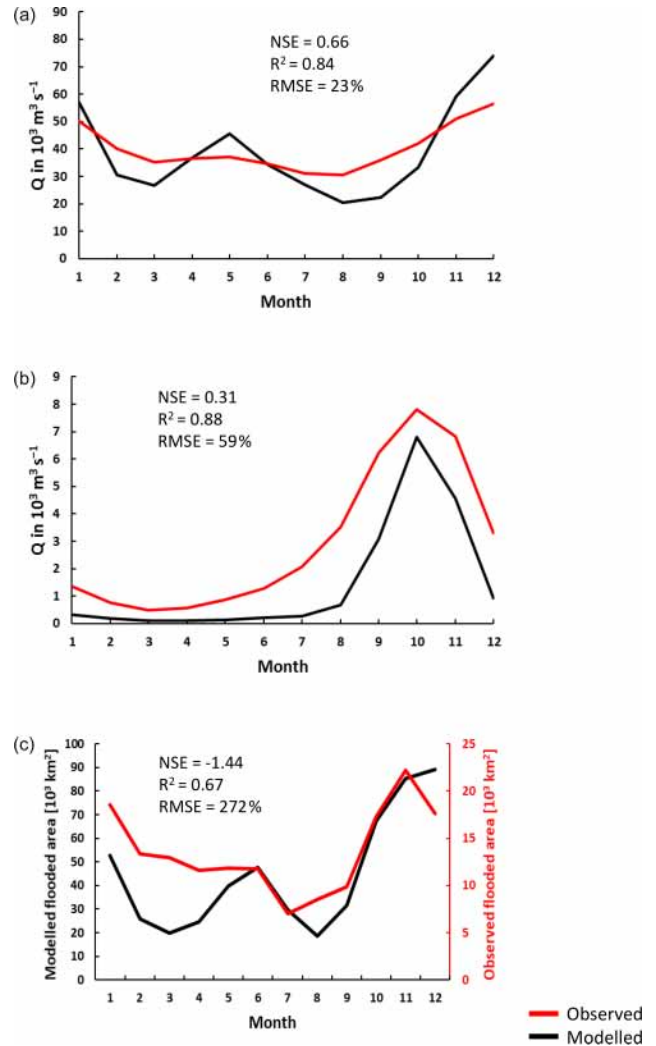 (a)
90
80
70
60
50
40
30
20
10
0
Q in 10³ m³ s⁻¹
NSE = 0.66
R² = 0.84
RMSE = 23%
1 2 3 4 5 6 7 8 9 10 11 12
Month
(b)
9
8
7
6
5
4
3
2
1
0
Q in 10³ m³ s⁻¹
NSE = 0.31
R² = 0.88
RMSE = 59%
1 2 3 4 5 6 7 8 9 10 11 12
Month
(c)
100
90
80
70
60
50
40
30
20
10
0
Modelled flooded area [10³ km²]
NSE = -1.44
R² = 0.67
RMSE = 272%
25
20
15
10
5
0
Observed flooded area [10³ km²]
1 2 3 4 5 6 7 8 9 10 11 12
Month
Observed
Modelled